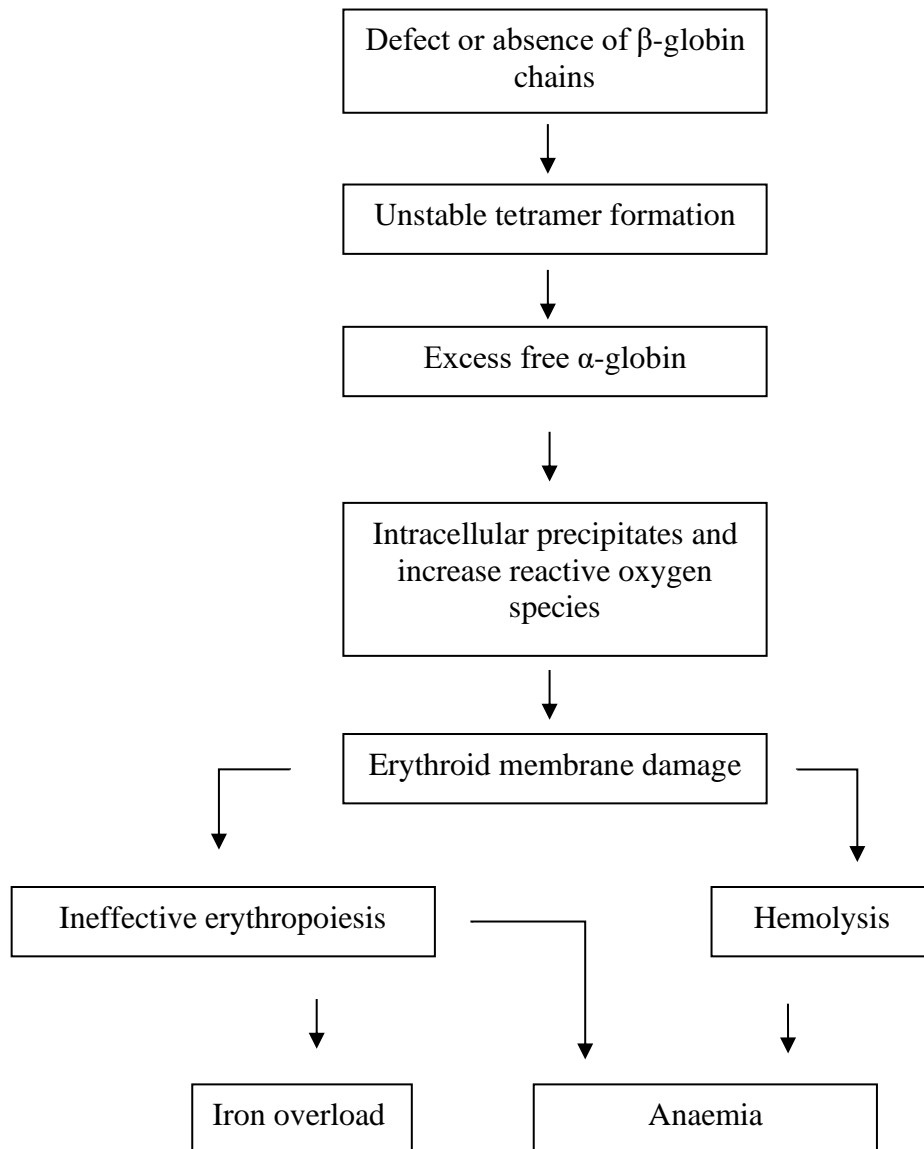 Defect or absence of β-globin
chains
Unstable tetramer formation
Excess free α-globin
Intracellular precipitates and
increase reactive oxygen
species
Erythroid membrane damage
Ineffective erythropoiesis
Hemolysis
Iron overload
Anaemia